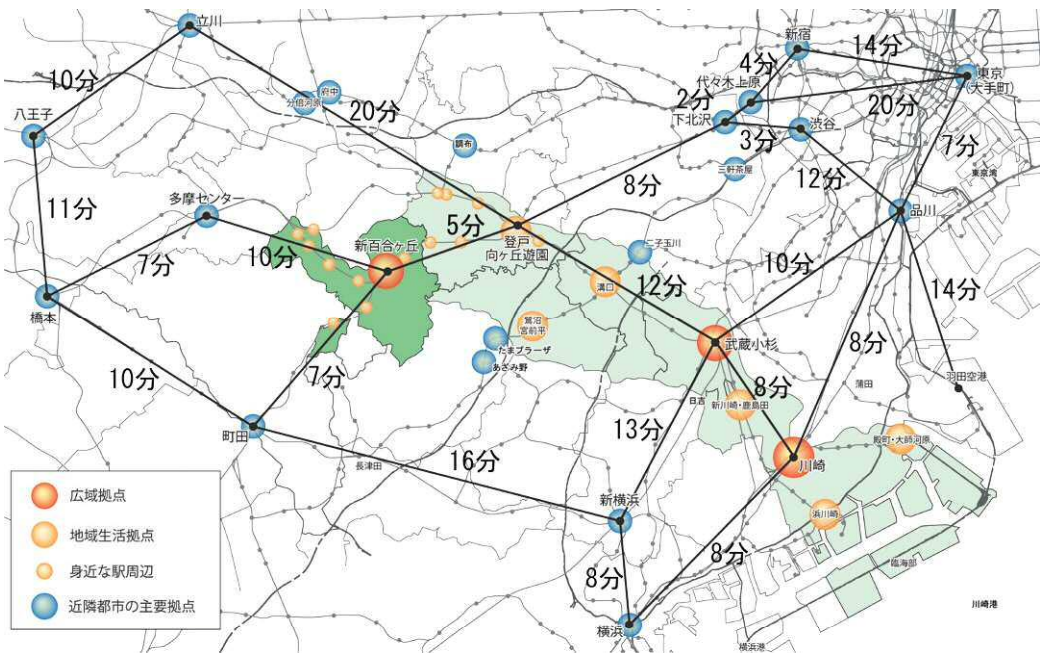 立川
新宿
14分
4分
東京
(大手町)
10分
府中
分倍河原
代々木上原
2分
下北沢
20分
八王子
20分
渋谷
3分
7分
調布
三軒茶屋
12分
東京湾
8分
11分
多摩センター
品川
5分
新百合ヶ丘
登戸
向ヶ丘遊園
二子玉川
7分
10分
10分
14分
溝口
12分
橋本
鷺沼
宮前平
たまプラーザ
あざみ野
武蔵小杉
8分
10分
7分
8分
蒲田
羽田空港
日吉
新川崎・鹿島田
町田
13分
殿町・大師河原
長津田
16分
川崎
広域拠点
新横浜
浜川崎
地域生活拠点
8分
8分
臨海部
身近な駅周辺
近隣都市の主要拠点
川崎港
横浜
横浜港